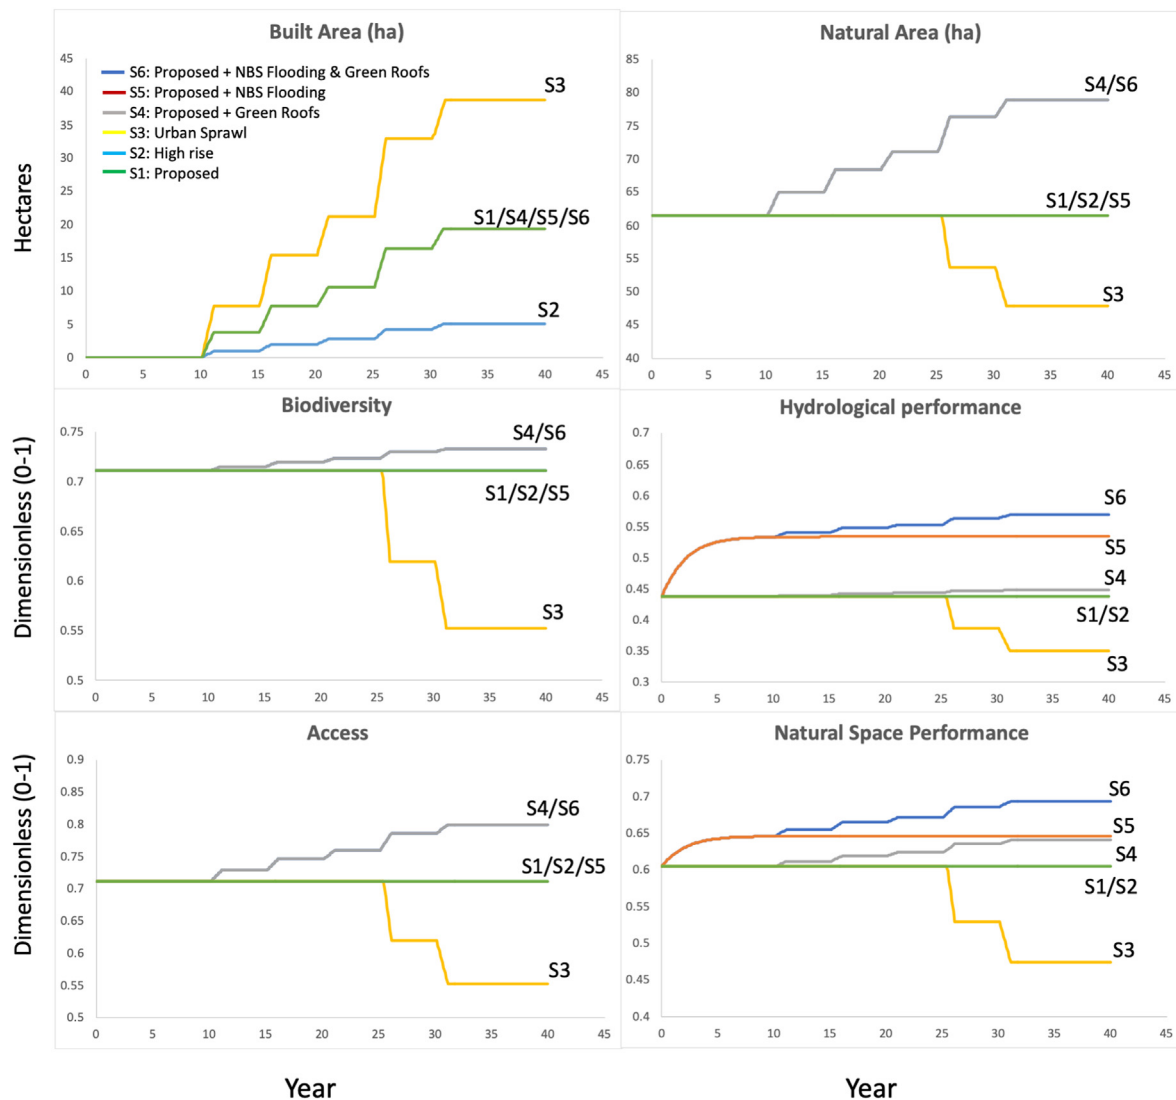 Built Area (ha)
Hectares
45
40
35
30
25
20
15
10
5
0
S6: Proposed + NBS Flooding & Green Roofs
S5: Proposed + NBS Flooding
S4: Proposed + Green Roofs
S3: Urban Sprawl
S2: High rise
S1: Proposed
S3
S1/S4/S5/S6
S2
0 5 10 15 20 25 30 35 40 45
Natural Area (ha)
85
80
75
70
65
60
55
50
45
40
S4/S6
S1/S2/S5
S3
0 5 10 15 20 25 30 35 40 45
Biodiversity
Dimensionless (0-1)
0.75
0.7
0.65
0.6
0.55
0.5
S4/S6
S1/S2/S5
S3
0 5 10 15 20 25 30 35 40 45
Hydrological performance
0.7
0.65
0.6
0.55
0.5
0.45
0.4
0.35
0.3
S6
S5
S4
S1/S2
S3
0 5 10 15 20 25 30 35 40 45
Access
Dimensionless (0-1)
0.9
0.8
0.8
0.75
0.7
0.65
0.6
0.55
0.5
S4/S6
S1/S2/S5
S3
0 5 10 15 20 25 30 35 40 45
Natural Space Performance
0.75
0.7
0.65
0.6
0.55
0.5
0.45
0.4
S6
S5
S4
S1/S2
S3
0 5 10 15 20 25 30 35 40 45
Year
Year